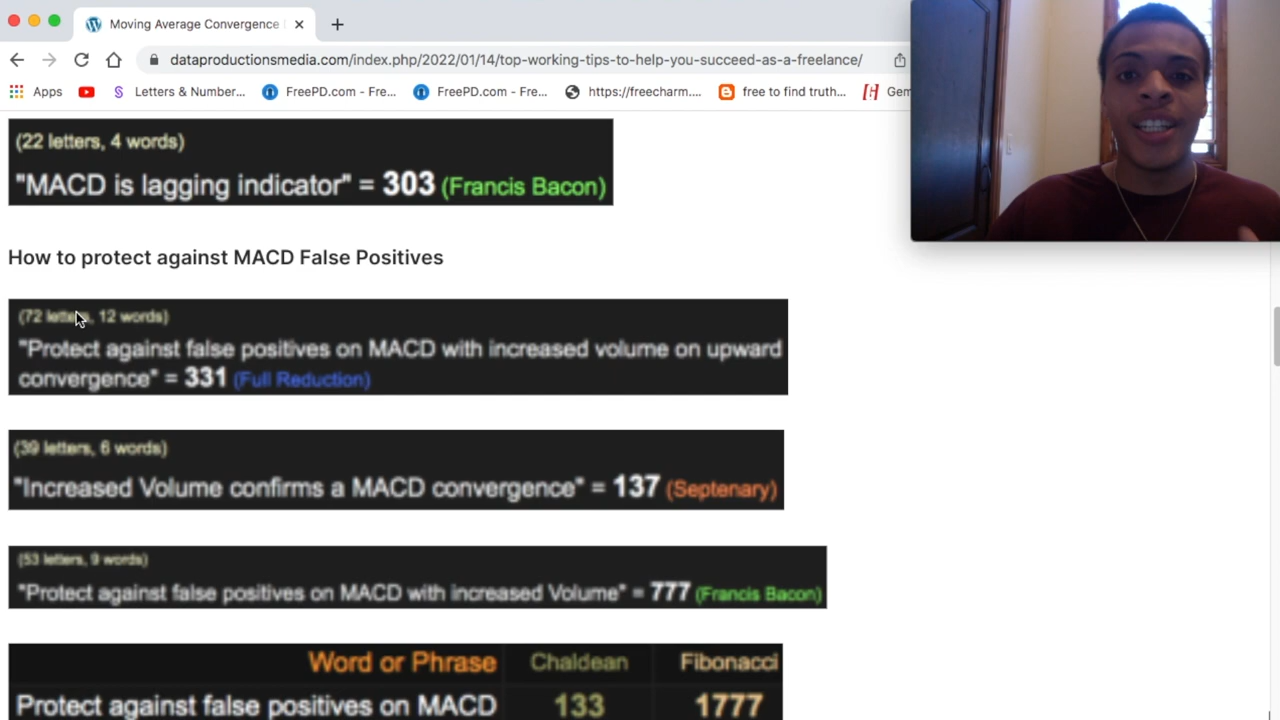 Moving Average Convergence
dataproductionsmedia.com/index.php/2022/01/14/top-working-tips-to-help-you-succeed-as-a-freelance/
Apps Letters & Number... FreePD.com - Fre... FreePD.com - Fre... https://freecharm.... free to find truth... Gem
(22 letters, 4 words)
"MACD is lagging indicator" = 303 (Francis Bacon)
How to protect against MACD False Positives
(72 letters, 12 words)
"Protect against false positives on MACD with increased volume on upward
convergence" = 331 (Full Reduction)
(39 letters, 6 words)
"Increased Volume confirms a MACD convergence" = 137 (Septenary)
(53 letters, 9 words)
"Protect against false positives on MACD with increased Volume" = 777 (Francis Bacon)
Word or Phrase Chaldean Fibonacci
Protect against false positives on MACD 133 1777